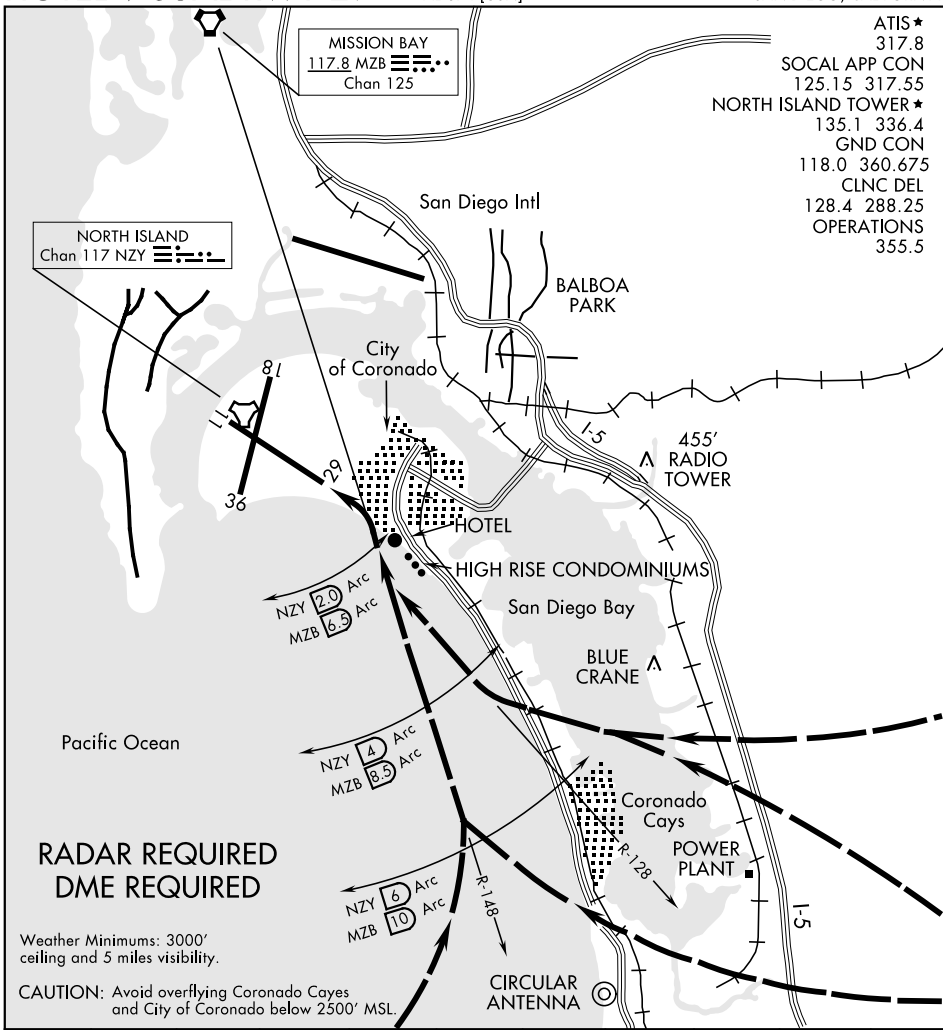 ATIS★
317.8
SOCAL APP CON
125.15 317.55
NORTH ISLAND TOWER★
135.1 336.4
GND CON
118.0 360.675
CLNC DEL
128.4 288.25
OPERATIONS
355.5
MISSION BAY
117.8 MZB
Chan 125
San Diego Intl
NORTH ISLAND
Chan 117 NZY
BALBOA
PARK
City
of Coronado
18
11
29
36
I-5
455'
RADIO
TOWER
HOTEL
HIGH RISE CONDOMINIUMS
NZY 2.0 Arc
MZB 6.5 Arc
San Diego Bay
BLUE
CRANE
Pacific Ocean
NZY 4 Arc
MZB 8.5 Arc
Coronado
Cays
POWER
PLANT
R-128
RADAR REQUIRED
DME REQUIRED
NZY 6 Arc
MZB 10 Arc
R-148
I-5
Weather Minimums: 3000'
ceiling and 5 miles visibility.
CAUTION: Avoid overflying Coronado Cayes
and City of Coronado below 2500' MSL.
CIRCULAR
ANTENNA